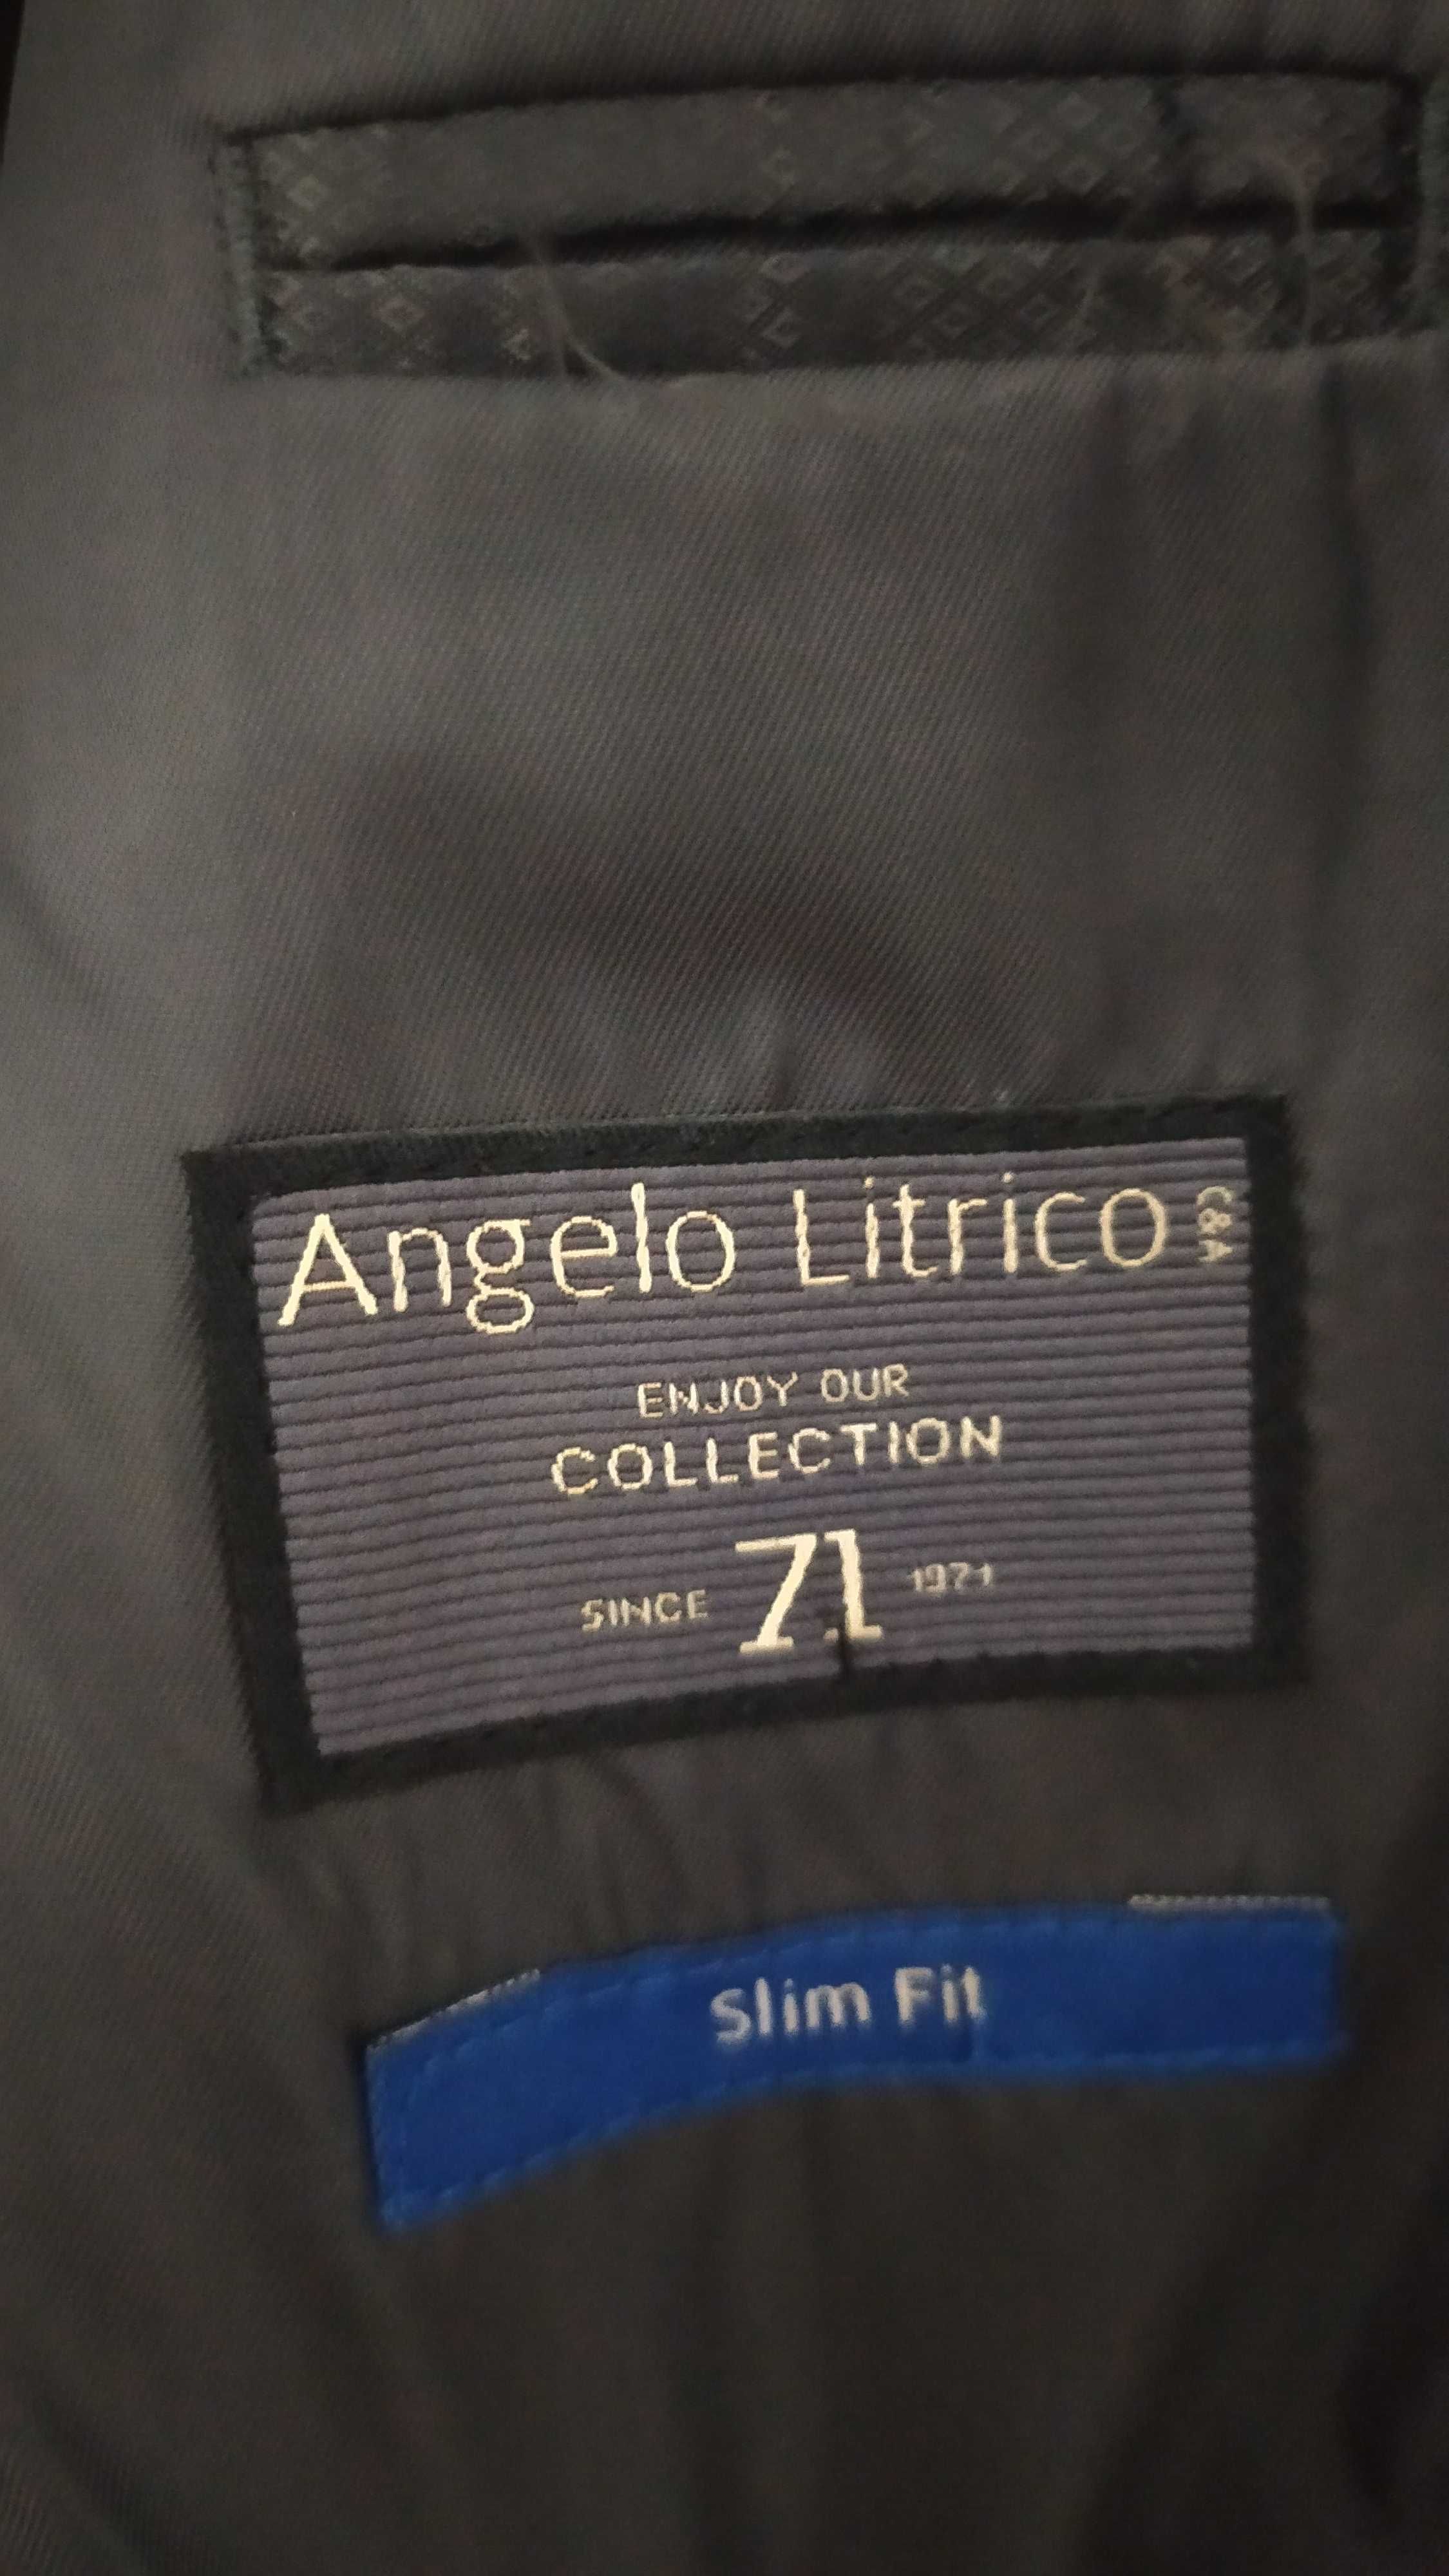 Angelo Litrico C&A
ENJOY OUR
COLLECTION
SINCE 71 1971
Slim Fit